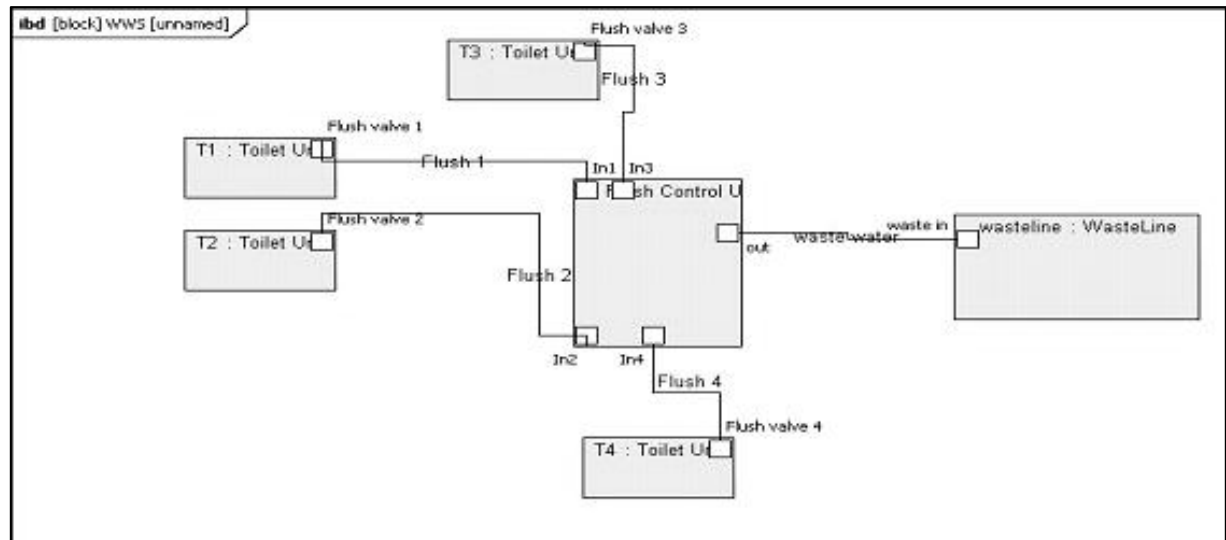 ibd [block] WWS [unnamed]
Flush valve 3
T3 : Toilet
Flush 3
Flush valve 1
T1 : Toilet
Flush 1
In1
In3
Control U
Flush valve 2
T2 : Toilet
waste in
wasteline : WasteLine
waste water
out
Flush 2
In2
In4
Flush 4
Flush valve 4
T4 : Toilet